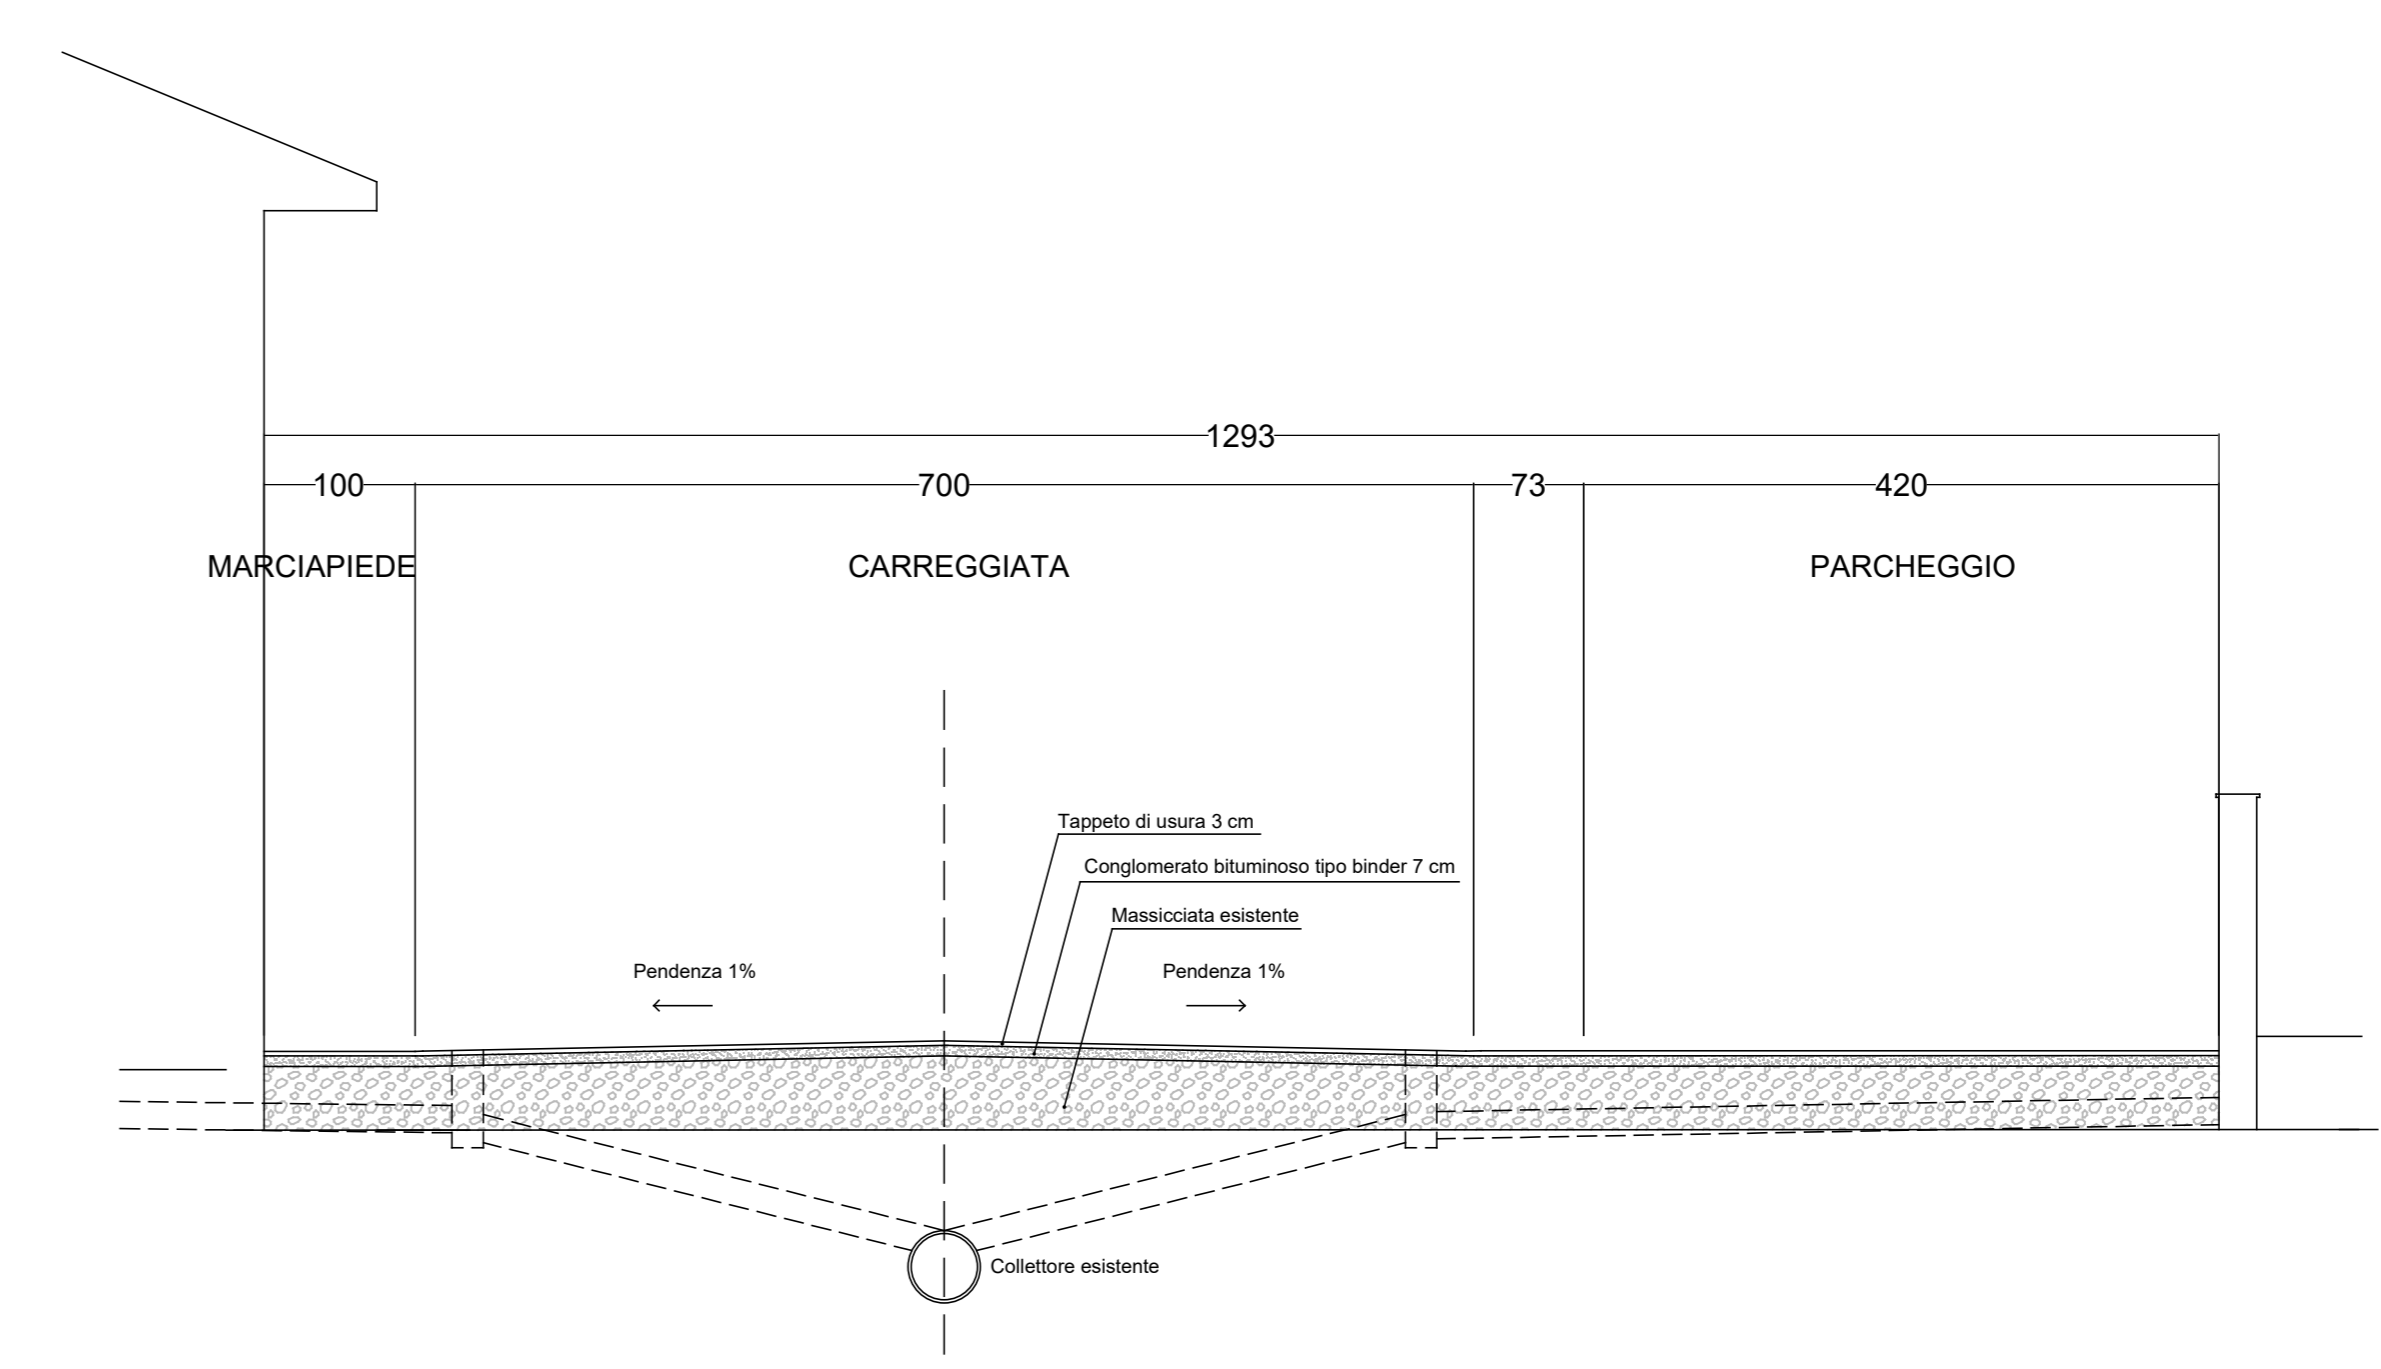 1293
100 700 73 420
MARCIAPIEDE CARREGGIATA PARCHEGGIO
Tappeto di usura 3 cm
Conglomerato bituminoso tipo binder 7 cm
Massicciata esistente
Pendenza 1% Pendenza 1%
Collettore esistente